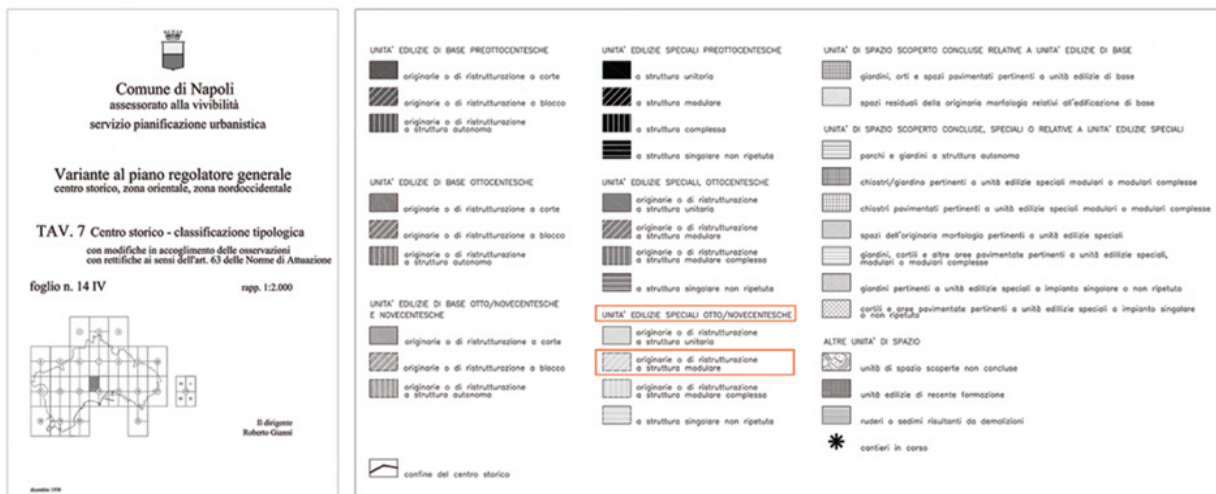 Comune di Napoli
assessorato alla vivibilità
servizio pianificazione urbanistica
Variante al piano regolatore generale
centro storico, zona orientale, zona nordoccidentale
TAV. 7 Centro storico - classificazione tipologica
con modifiche in accoglimento delle osservazioni
con rettifiche ai sensi dell'art. 63 delle Norme di Attuazione
foglio n. 14 IV
rapp. 1:2.000
Il dirigente
Roberto Gianni
UNITA' EDILIZIE DI BASE PREOTTOCENTESCHE
originarie o di ristrutturazione a corte
originarie o di ristrutturazione a blocco
originarie o di ristrutturazione
a struttura autonoma
UNITA' EDILIZIE DI BASE OTTOCENTESCHE
originarie o di ristrutturazione a corte
originarie o di ristrutturazione a blocco
originarie o di ristrutturazione
a struttura autonoma
UNITA' EDILIZIE DI BASE OTTO/NOVECENTESCHE
E NOVECENTESCHE
originarie o di ristrutturazione a corte
originarie o di ristrutturazione a blocco
originarie o di ristrutturazione
a struttura autonoma
confine del centro storico
UNITA' EDILIZIE SPECIALI PREOTTOCENTESCHE
a struttura unitaria
a struttura modulare
a struttura complessa
a struttura singolare non ripetuta
UNITA' EDILIZIE SPECIALI, OTTOCENTESCHE
originarie o di ristrutturazione
a struttura unitaria
originarie o di ristrutturazione
a struttura modulare
originarie o di ristrutturazione
a struttura modulare complessa
a struttura singolare non ripetuta
UNITA' EDILIZIE SPECIALI OTTO/NOVECENTESCHE
originarie o di ristrutturazione
a struttura unitaria
originarie o di ristrutturazione
a struttura modulare
originarie o di ristrutturazione
a struttura modulare complessa
a struttura singolare non ripetuta
UNITA' DI SPAZIO SCOPERTO CONCLUSE RELATIVE A UNITA' EDILIZIE DI BASE
giardini, orti e spazi pavimentati pertinenti a unità edilizie di base
spazi residuali della originaria morfologia relativi all'edificazione di base
UNITA' DI SPAZIO SCOPERTO CONCLUSE, SPECIALI O RELATIVE A UNITA' EDILIZIE SPECIALI
parchi e giardini a struttura autonoma
chiostri/giardino pertinenti a unità edilizie speciali modulari o modulari complesse
chiostri pavimentati pertinenti a unità edilizie speciali modulari o modulari complesse
spazi dell'originaria morfologia pertinenti a unità edilizie speciali
giardini, cortili e altre aree pavimentate pertinenti a unità edilizie speciali,
modulari o modulari complesse
giardini pertinenti a unità edilizie speciali a impianto singolare o non ripetuto
cortili e aree pavimentate pertinenti a unità edilizie speciali a impianto singolare
o non ripetuto
ALTRE UNITA' DI SPAZIO
unità di spazio scoperte non concluse
unità edilizie di recente formazione
ruderi o sedimi risultanti da demolizioni
cantieri in corso